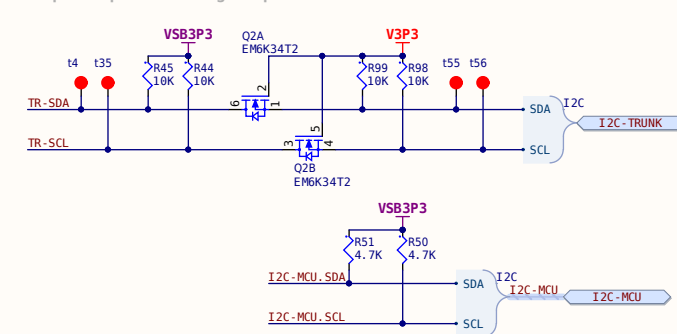 VSB3P3
Q2A
EM6K34T2
V3P3
t4
t35
R45
10K
R44
10K
R99
10K
R98
10K
t55
t56
2
6
1
TR-SDA
SDA
I2C
I2C-TRUNK
5
3
4
TR-SCL
SCL
Q2B
EM6K34T2
VSB3P3
R51
4.7K
R50
4.7K
I2C-MCU.SDA
SDA
I2C
I2C-MCU
I2C-MCU
I2C-MCU.SCL
SCL